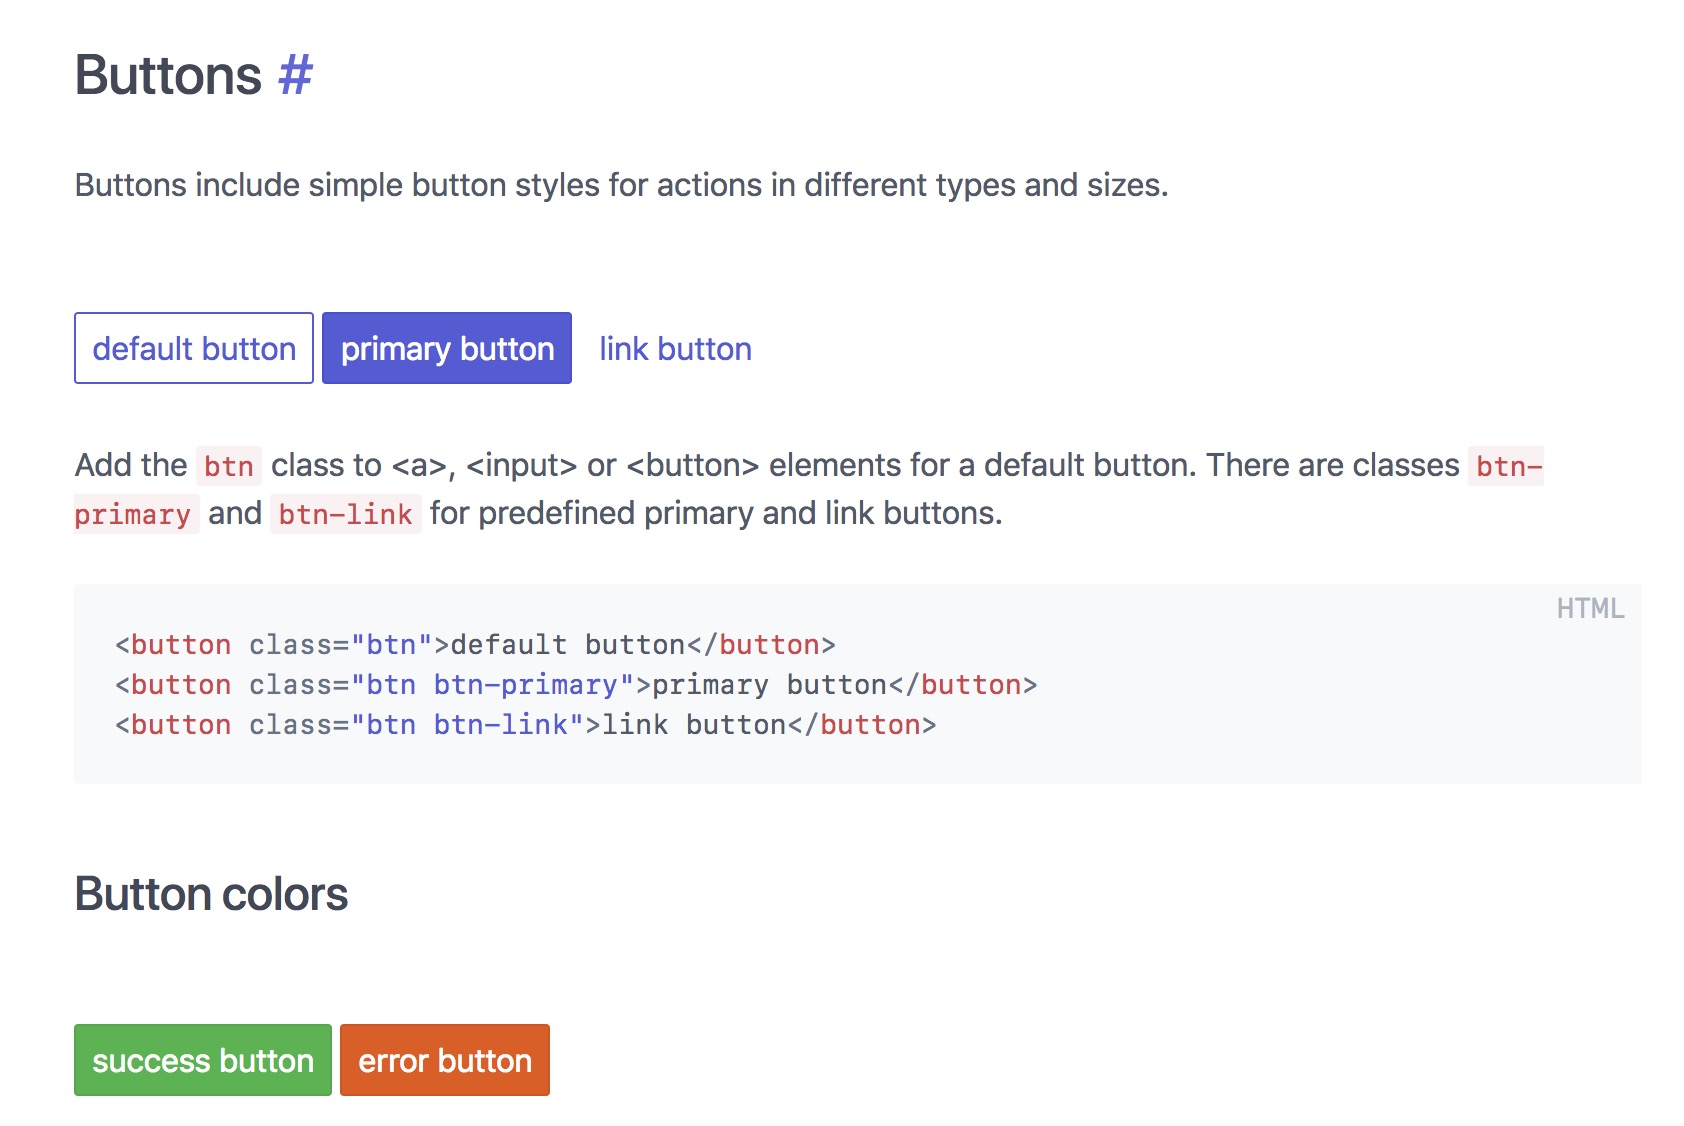 Buttons #
Buttons include simple button styles for actions in different types and sizes.
default button primary button link button
Add the btn class to <a>, <input> or <button> elements for a default button. There are classes btn-
primary and btn-link for predefined primary and link buttons.
HTML
<button class="btn">default button</button>
<button class="btn btn-primary">primary button</button>
<button class="btn btn-link">link button</button>
Button colors
success button error button